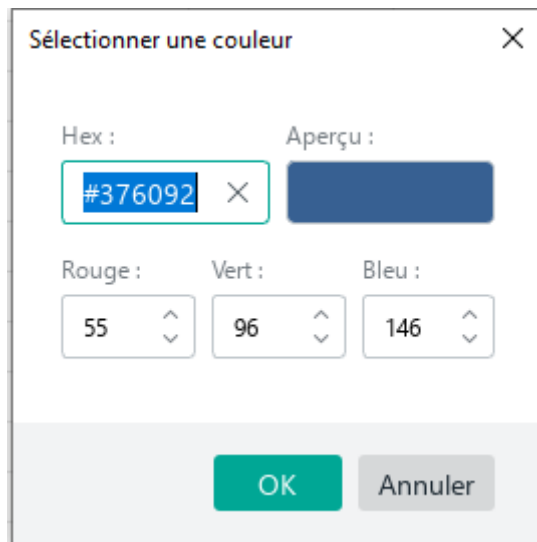 Sélectionner une couleur
Hex :
Aperçu :
#376092
Rouge :
Vert :
Bleu :
55
96
146
OK
Annuler